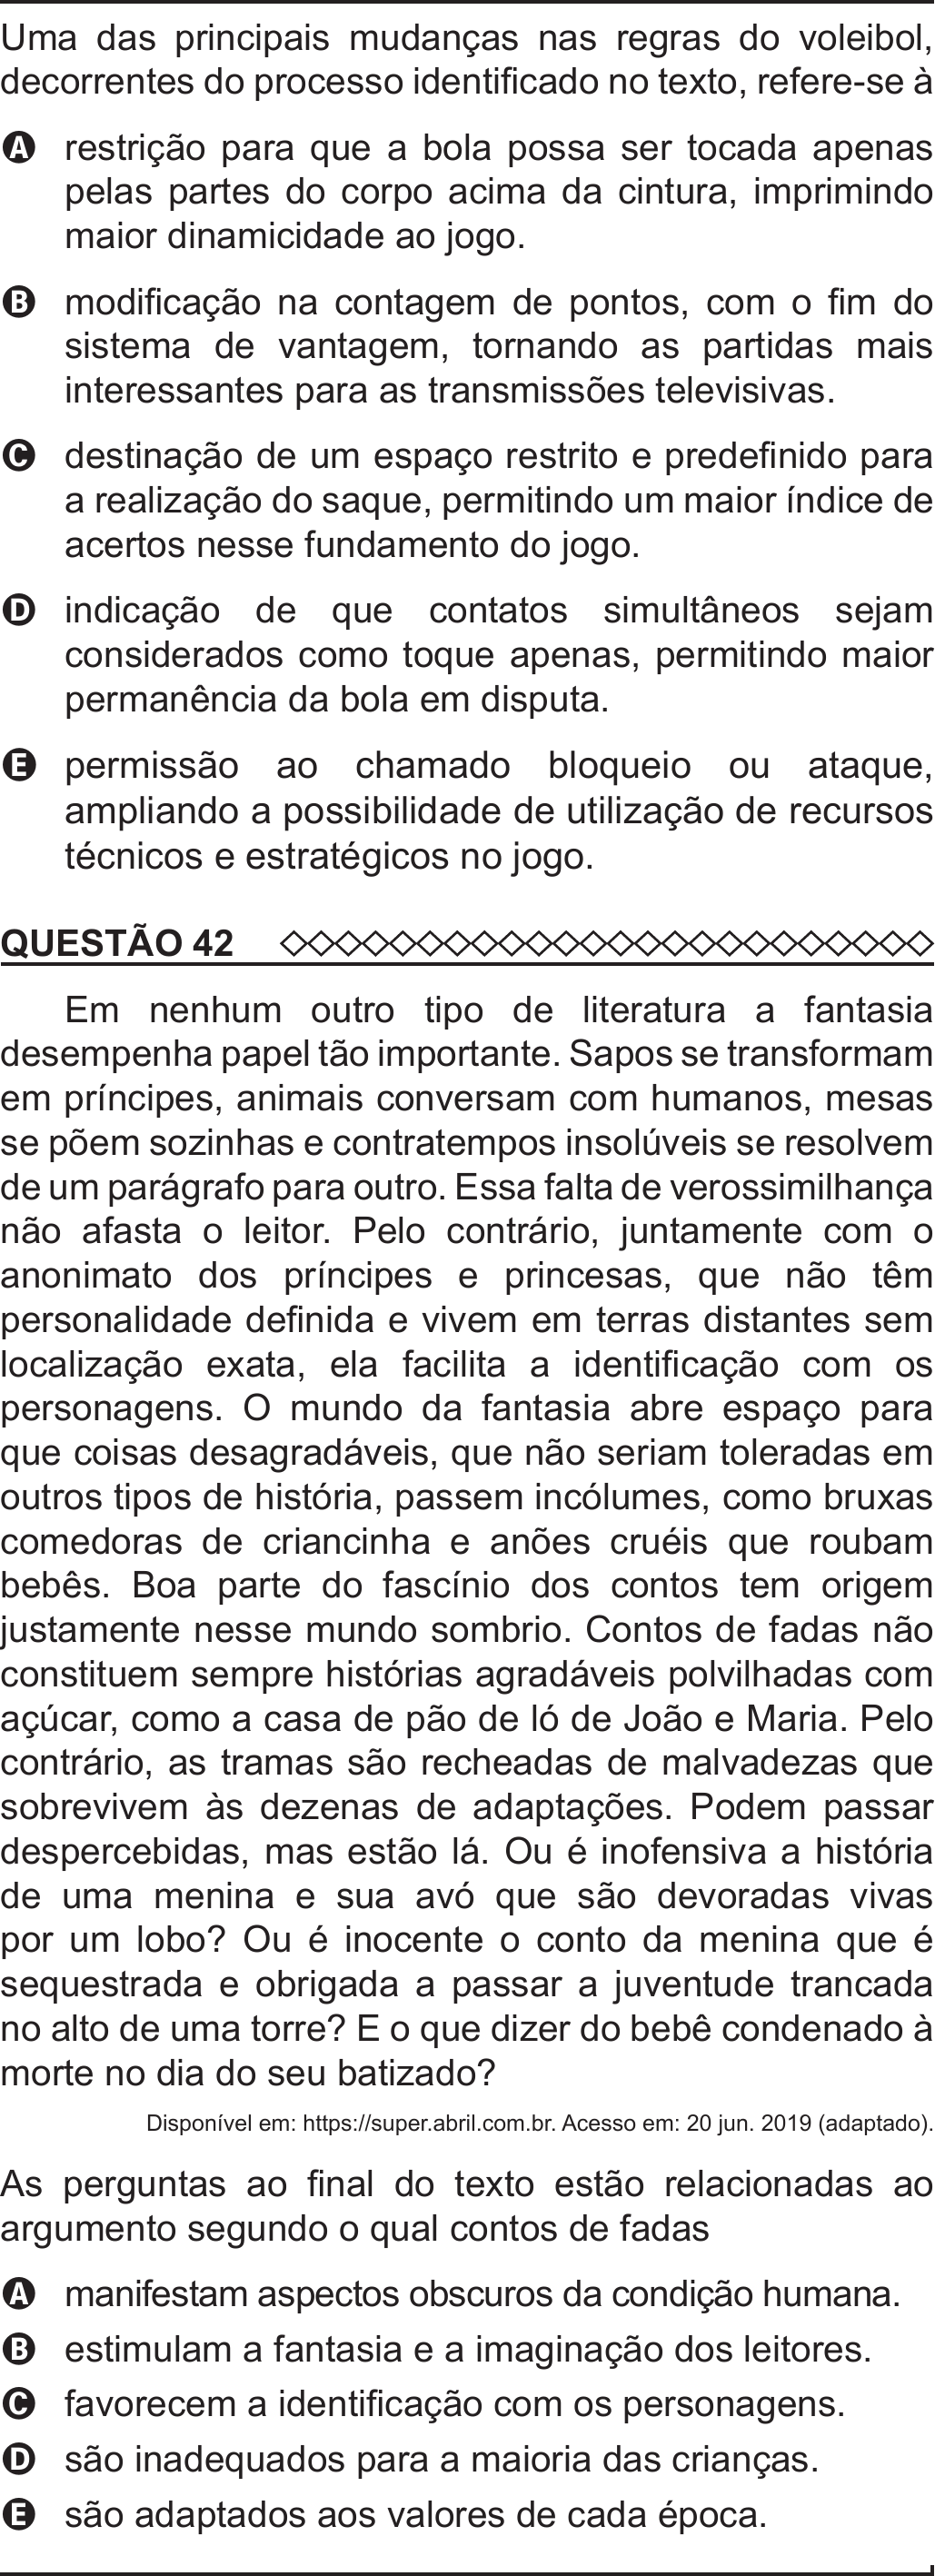 Uma das principais mudanças nas regras do voleibol,
decorrentes do processo identificado no texto, refere-se à
A restrição para que a bola possa ser tocada apenas
pelas partes do corpo acima da cintura, imprimindo
maior dinamicidade ao jogo.
B modificação na contagem de pontos, com o fim do
sistema de vantagem, tornando as partidas mais
interessantes para as transmissões televisivas.
C destinação de um espaço restrito e predefinido para
a realização do saque, permitindo um maior índice de
acertos nesse fundamento do jogo.
D indicação de que contatos simultâneos sejam
considerados como toque apenas, permitindo maior
permanência da bola em disputa.
E permissão ao chamado bloqueio ou ataque,
ampliando a possibilidade de utilização de recursos
técnicos e estratégicos no jogo.
QUESTÃO 42
Em nenhum outro tipo de literatura a fantasia
desempenha papel tão importante. Sapos se transformam
em príncipes, animais conversam com humanos, mesas
se põem sozinhas e contratempos insolúveis se resolvem
de um parágrafo para outro. Essa falta de verossimilhança
não afasta o leitor. Pelo contrário, juntamente com o
anonimato dos príncipes e princesas, que não têm
personalidade definida e vivem em terras distantes sem
localização exata, ela facilita a identificação com os
personagens. O mundo da fantasia abre espaço para
que coisas desagradáveis, que não seriam toleradas em
outros tipos de história, passem incólumes, como bruxas
comedoras de criancinha e anões cruéis que roubam
bebês. Boa parte do fascínio dos contos tem origem
justamente nesse mundo sombrio. Contos de fadas não
constituem sempre histórias agradáveis polvilhadas com
açúcar, como a casa de pão de ló de João e Maria. Pelo
contrário, as tramas são recheadas de malvadezas que
sobrevivem às dezenas de adaptações. Podem passar
despercebidas, mas estão lá. Ou é inofensiva a história
de uma menina e sua avó que são devoradas vivas
por um lobo? Ou é inocente o conto da menina que é
sequestrada e obrigada a passar a juventude trancada
no alto de uma torre? E o que dizer do bebê condenado à
morte no dia do seu batizado?
Disponível em: https://super.abril.com.br. Acesso em: 20 jun. 2019 (adaptado).
As perguntas ao final do texto estão relacionadas ao
argumento segundo o qual contos de fadas
A manifestam aspectos obscuros da condição humana.
B estimulam a fantasia e a imaginação dos leitores.
C favorecem a identificação com os personagens.
D são inadequados para a maioria das crianças.
E são adaptados aos valores de cada época.